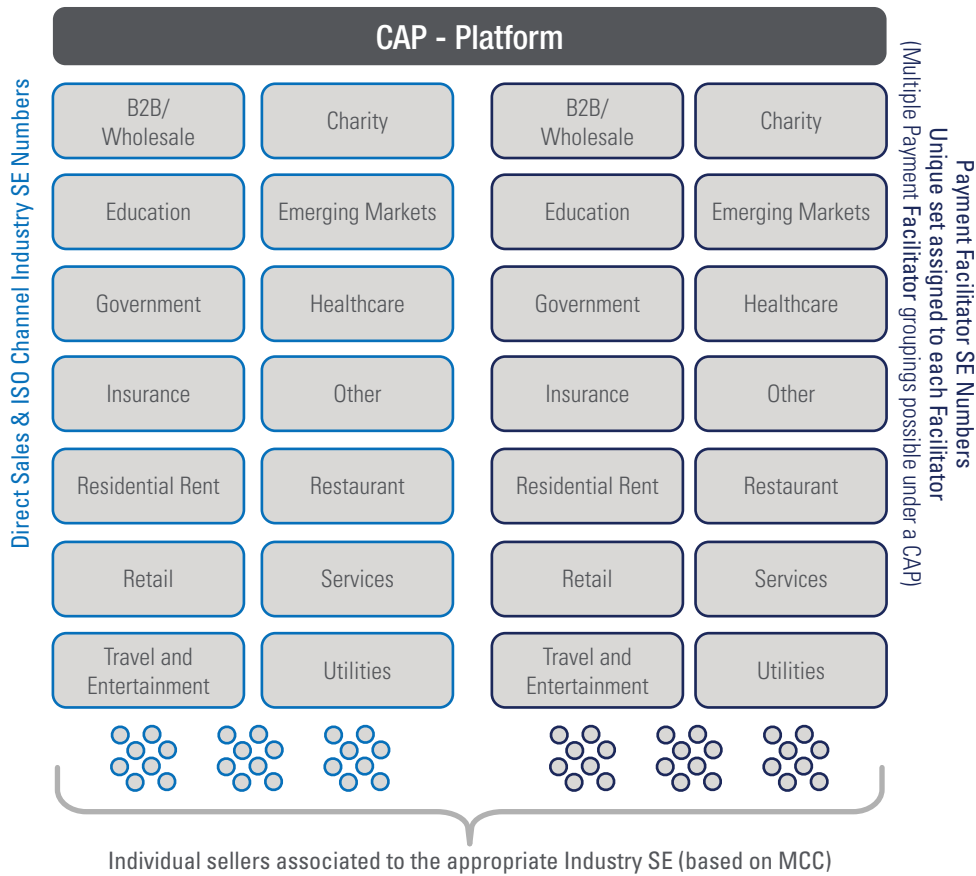 CAP - Platform
Direct Sales & ISO Channel Industry SE Numbers
B2B/
Wholesale
Charity
Education
Emerging Markets
Government
Healthcare
Insurance
Other
Residential Rent
Restaurant
Retail
Services
Travel and
Entertainment
Utilities
B2B/
Wholesale
Charity
Education
Emerging Markets
Government
Healthcare
Insurance
Other
Residential Rent
Restaurant
Retail
Services
Travel and
Entertainment
Utilities
Payment Facilitator SE Numbers
Unique set assigned to each Facilitator
(Multiple Payment Facilitator groupings possible under a CAP)
Individual sellers associated to the appropriate Industry SE (based on MCC)